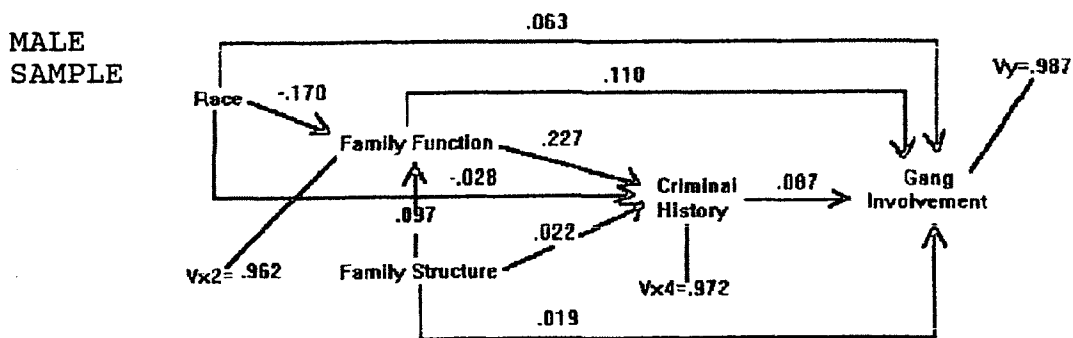 MALE
SAMPLE
.063
.110
Vy=.987
Race
-.170
Family Function
.227
-.028
Criminal
History
.087
Gang
Involvement
.097
.022
Vx2= .962
Family Structure
Vx4=.972
.019